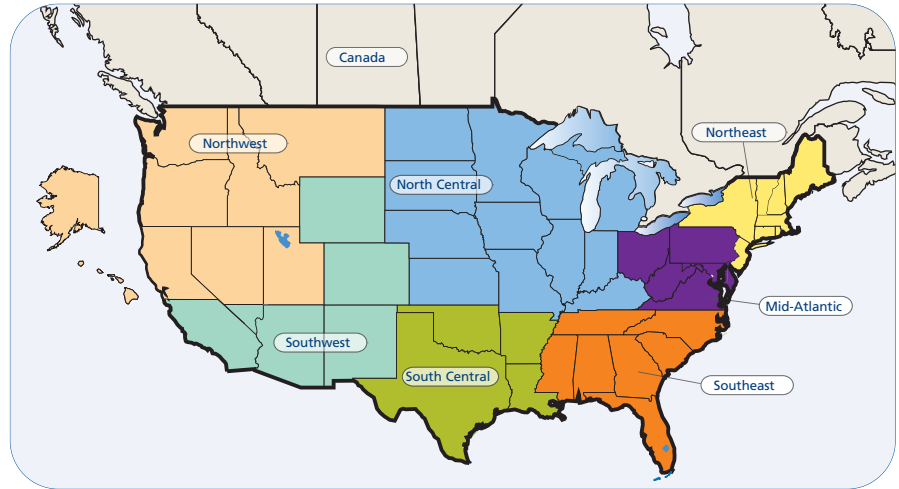 Canada
Northeast
Northwest
North Central
Mid-Atlantic
Southwest
South Central
Southeast